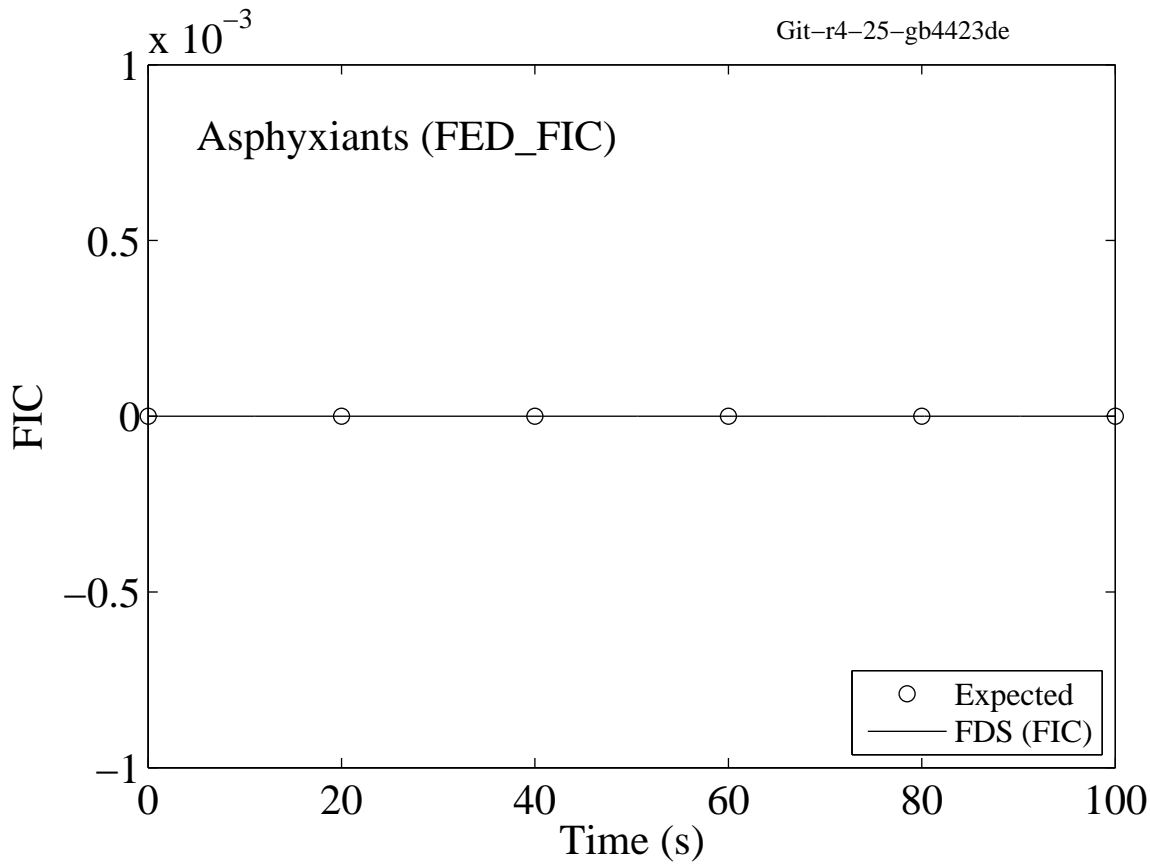 x 10−3
Git−r4−25−gb4423de
Asphyxiants (FED_FIC)
1
0.5
0
−0.5
−1
FIC
Expected
FDS (FIC)
0 20 40 60 80 100
Time (s)